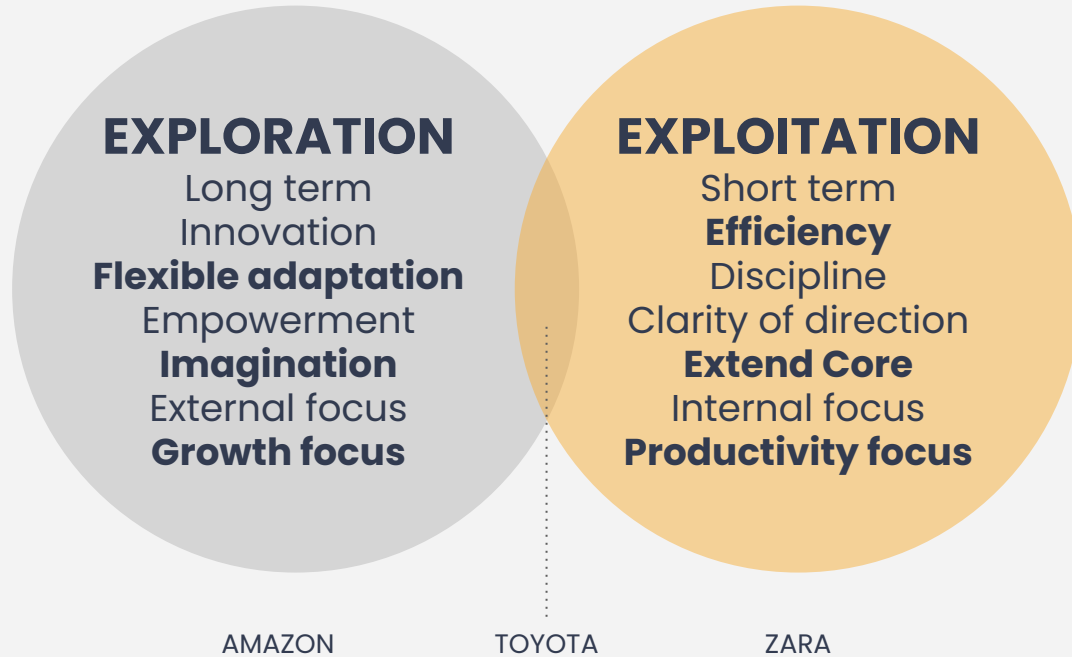 EXPLORATION
Long term
Innovation
Flexible adaptation
Empowerment
Imagination
External focus
Growth focus
EXPLOITATION
Short term
Efficiency
Discipline
Clarity of direction
Extend Core
Internal focus
Productivity focus
AMAZON
TOYOTA
ZARA